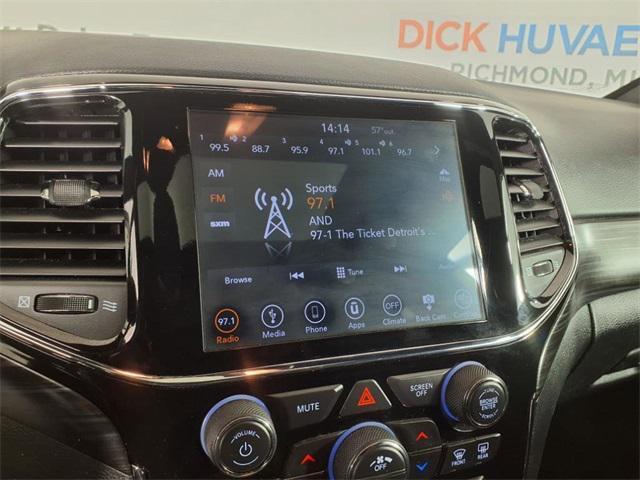 DICK HUVAE
RICHMOND, MI
14:14 57°out.
1 2 3 4 5 6
99.5 88.7 95.9 97.1 101.1 96.7
AM
FM
sxm
Sports
97.1
AND
97-1 The Ticket Detroit's ...
Browse Tune
97.1
OFF
Radio Media Phone Apps Climate Back Cam
VOLUME
MUTE
SCREEN OFF
BROWSE ENTER
SCROLL
OFF
FRONT
REAR